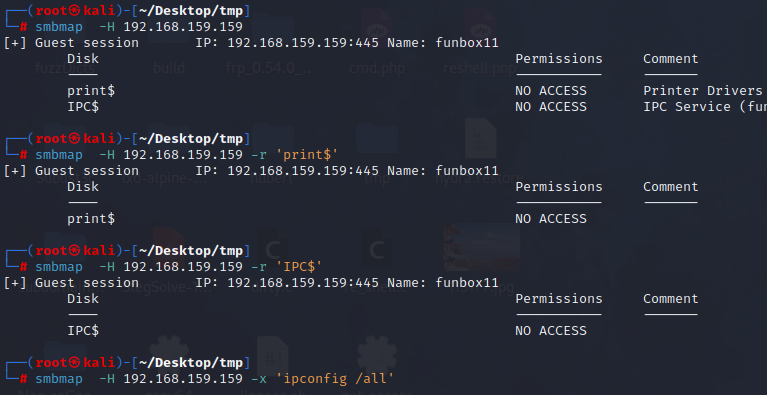 ┌──(root㉿kali)-[~/Desktop/tmp]
└─# smbmap  -H 192.168.159.159
[+] Guest session       IP: 192.168.159.159:445 Name: funbox11
Disk Permissions Comment
---- ----------- -------
print$ NO ACCESS Printer Drivers
IPC$ NO ACCESS IPC Service (fun
┌──(root㉿kali)-[~/Desktop/tmp]
└─# smbmap  -H 192.168.159.159 -r 'print$'
[+] Guest session       IP: 192.168.159.159:445 Name: funbox11
Disk Permissions Comment
---- ----------- -------
print$ NO ACCESS
┌──(root㉿kali)-[~/Desktop/tmp]
└─# smbmap  -H 192.168.159.159 -r 'IPC$'
[+] Guest session       IP: 192.168.159.159:445 Name: funbox11
Disk Permissions Comment
---- ----------- -------
IPC$ NO ACCESS
┌──(root㉿kali)-[~/Desktop/tmp]
└─# smbmap  -H 192.168.159.159 -x 'ipconfig /all'